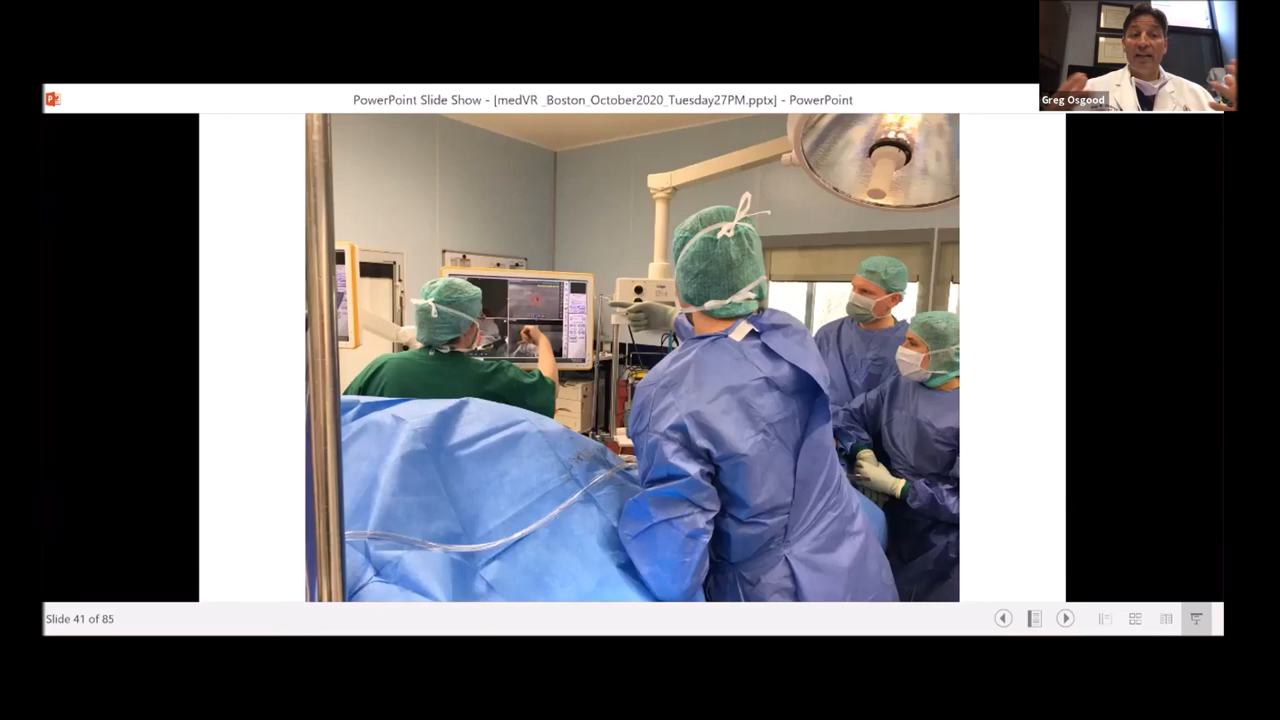 PowerPoint Slide Show - [medVR _Boston_October2020_Tuesday27PM.pptx] - PowerPoint
Greg Osgood
Slide 41 of 85